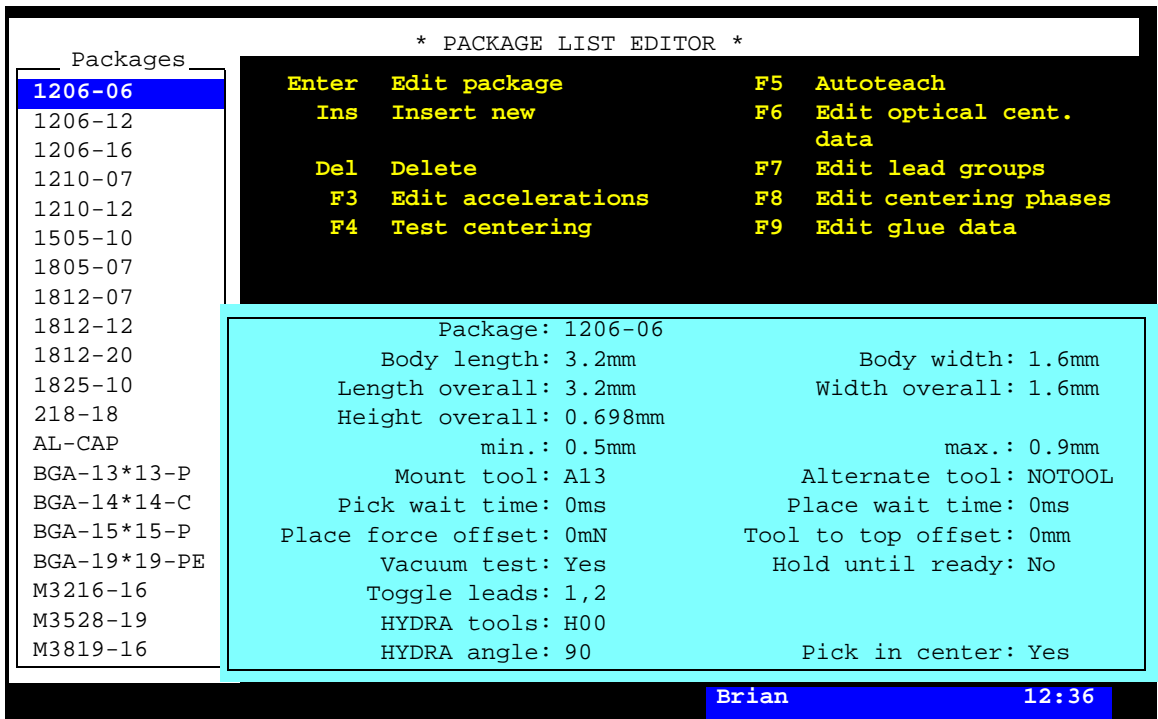 * PACKAGE LIST EDITOR *
Packages
1206-06
1206-12
1206-16
1210-07
1210-12
1505-10
1805-07
1812-07
1812-12
1812-20
1825-10
218-18
AL-CAP
BGA-13*13-P
BGA-14*14-C
BGA-15*15-P
BGA-19*19-PE
M3216-16
M3528-19
M3819-16
Enter Edit package F5 Autoteach
Ins Insert new F6 Edit optical cent.
data
Del Delete F7 Edit lead groups
F3 Edit accelerations F8 Edit centering phases
F4 Test centering F9 Edit glue data
Package: 1206-06
Body length: 3.2mm Body width: 1.6mm
Length overall: 3.2mm Width overall: 1.6mm
Height overall: 0.698mm
min.: 0.5mm max.: 0.9mm
Mount tool: A13 Alternate tool: NOTOOL
Pick wait time: 0ms Place wait time: 0ms
Place force offset: 0mN Tool to top offset: 0mm
Vacuum test: Yes Hold until ready: No
Toggle leads: 1,2
HYDRA tools: H00
HYDRA angle: 90 Pick in center: Yes
Brian 12:36